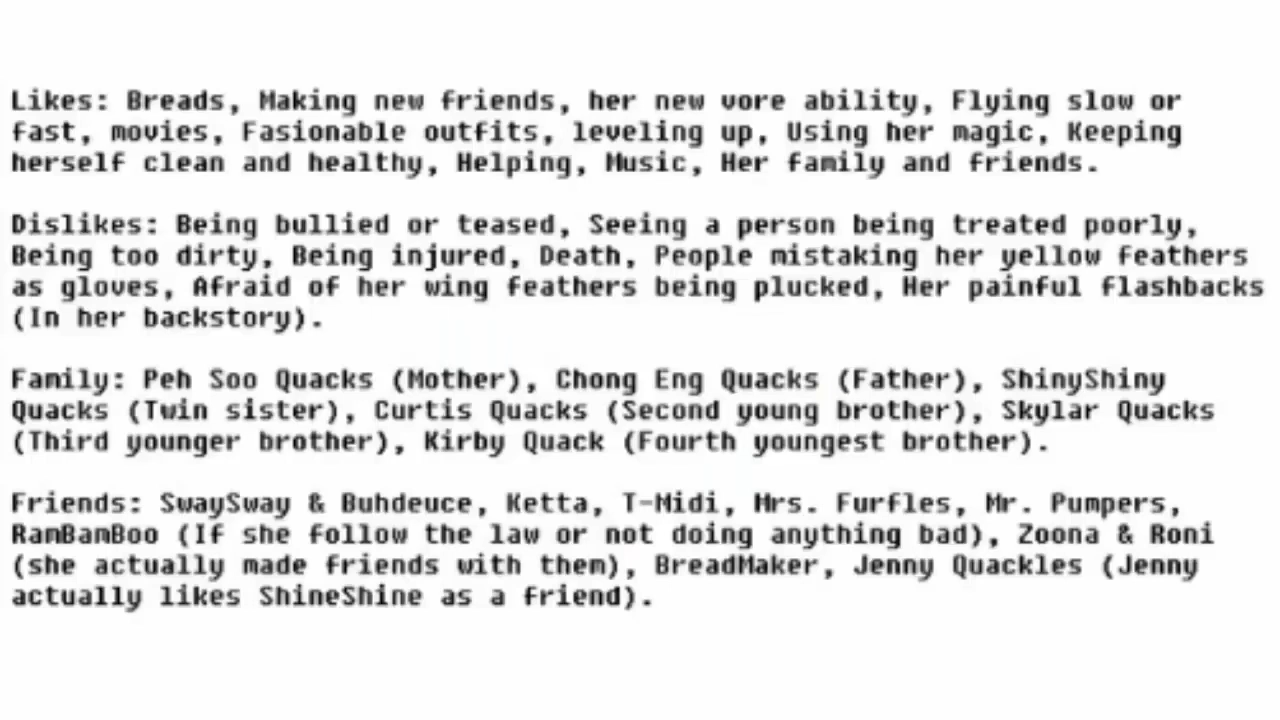 Likes: Breads, Making new friends, her new vore ability, Flying slow or
fast, movies, Fasionable outfits, leveling up, Using her magic, Keeping
herself clean and healthy, Helping, Music, Her family and friends.
Dislikes: Being bullied or teased, Seeing a person being treated poorly,
Being too dirty, Being injured, Death, People mistaking her yellow feathers
as gloves, Afraid of her wing feathers being plucked, Her painful flashbacks
(In her backstory).
Family: Peh Soo Quacks (Mother), Chong Eng Quacks (Father), ShinyShiny
Quacks (Twin sister), Curtis Quacks (Second young brother), Skylar Quacks
(Third younger brother), Kirby Quack (Fourth youngest brother).
Friends: SwaySway & Buhdeuce, Ketta, T-Midi, Mrs. Furfles, Mr. Pumpers,
RamBamBoo (If she follow the law or not doing anything bad), Zoona & Roni
(she actually made friends with them), BreadMaker, Jenny Quackles (Jenny
actually likes ShineShine as a friend).